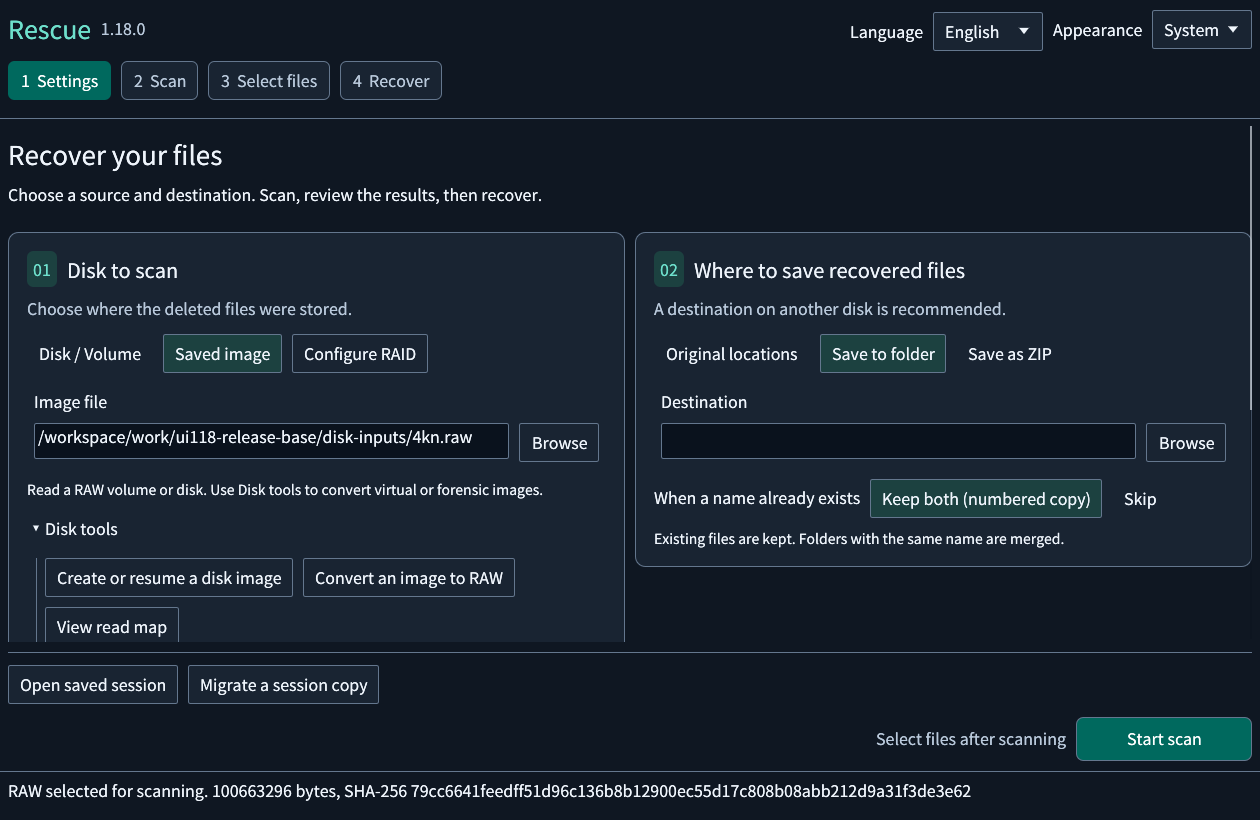 Rescue 1.18.0
Language English Appearance System
1 Settings 2 Scan 3 Select files 4 Recover
Recover your files
Choose a source and destination. Scan, review the results, then recover.
01 Disk to scan
Choose where the deleted files were stored.
Disk / Volume Saved image Configure RAID
Image file
/workspace/work/ui118-release-base/disk-inputs/4kn.raw Browse
Read a RAW volume or disk. Use Disk tools to convert virtual or forensic images.
Disk tools
Create or resume a disk image Convert an image to RAW
View read map
02 Where to save recovered files
A destination on another disk is recommended.
Original locations Save to folder Save as ZIP
Destination
Browse
When a name already exists Keep both (numbered copy) Skip
Existing files are kept. Folders with the same name are merged.
Open saved session Migrate a session copy
Select files after scanning Start scan
RAW selected for scanning. 100663296 bytes, SHA-256 79cc6641feedff51d96c136b8b12900ec55d17c808b08abb212d9a31f3de3e62